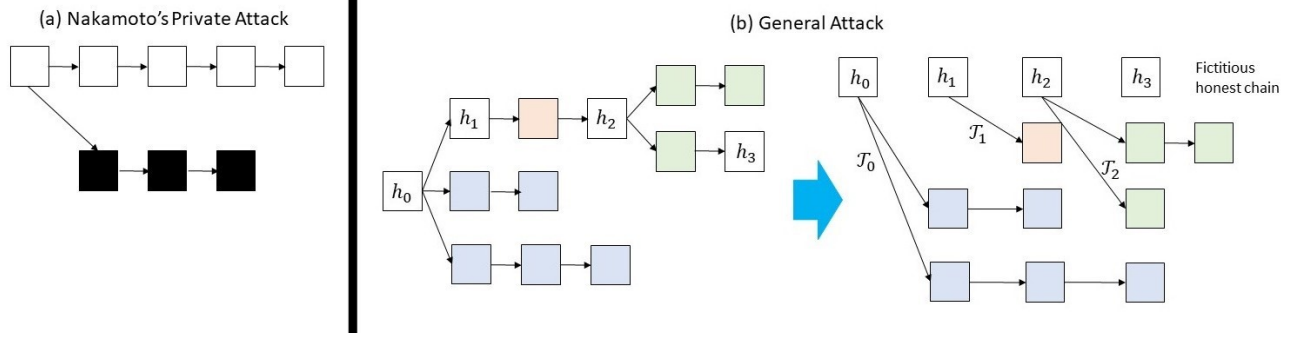 (a) Nakamoto's Private Attack
(b) General Attack
h₁
h₂
h₃
h₀
h₀
h₁
h₂
h₃
Fictitious
honest chain
𝒯₁
𝒯₀
𝒯₂